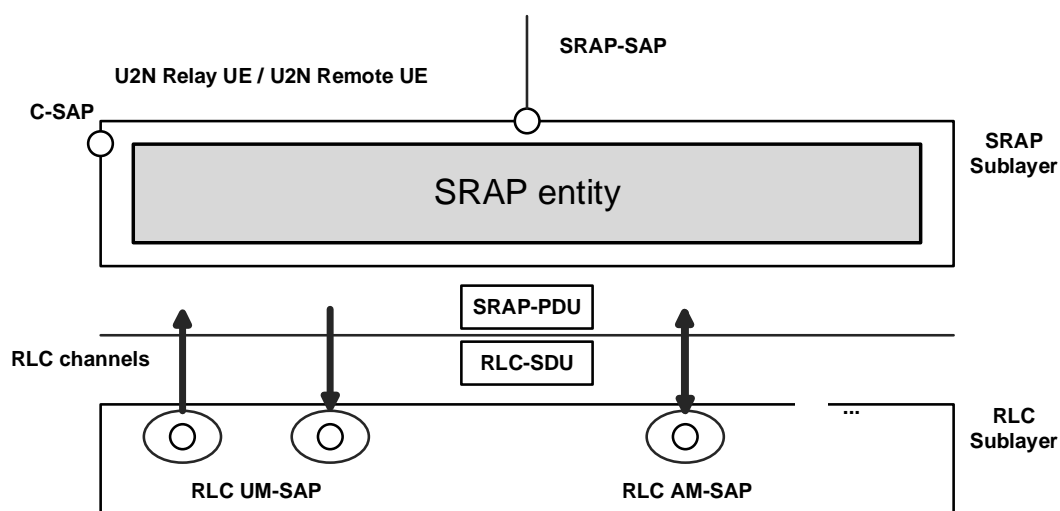 SRAP-SAP
U2N Relay UE / U2N Remote UE
C-SAP
SRAP
Sublayer
SRAP entity
SRAP-PDU
RLC channels
RLC-SDU
...
RLC
Sublayer
RLC UM-SAP
RLC AM-SAP